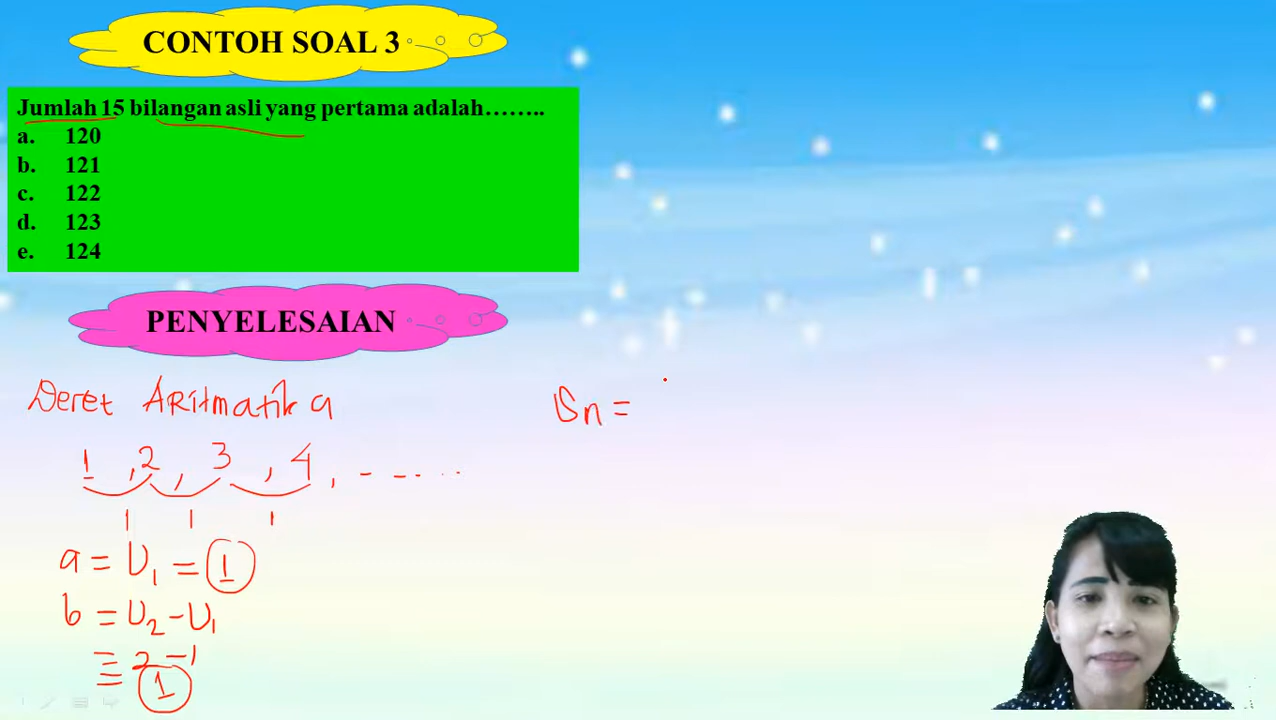 CONTOH SOAL 3
Jumlah 15 bilangan asli yang pertama adalah……..
a. 120
b. 121
c. 122
d. 123
e. 124
PENYELESAIAN
Deret Aritmatika
1, 2, 3, 4, - - - - -
1 1 1
a = U1 = 1
b = U2 - U1
= 2 - 1
= 1
Sn =